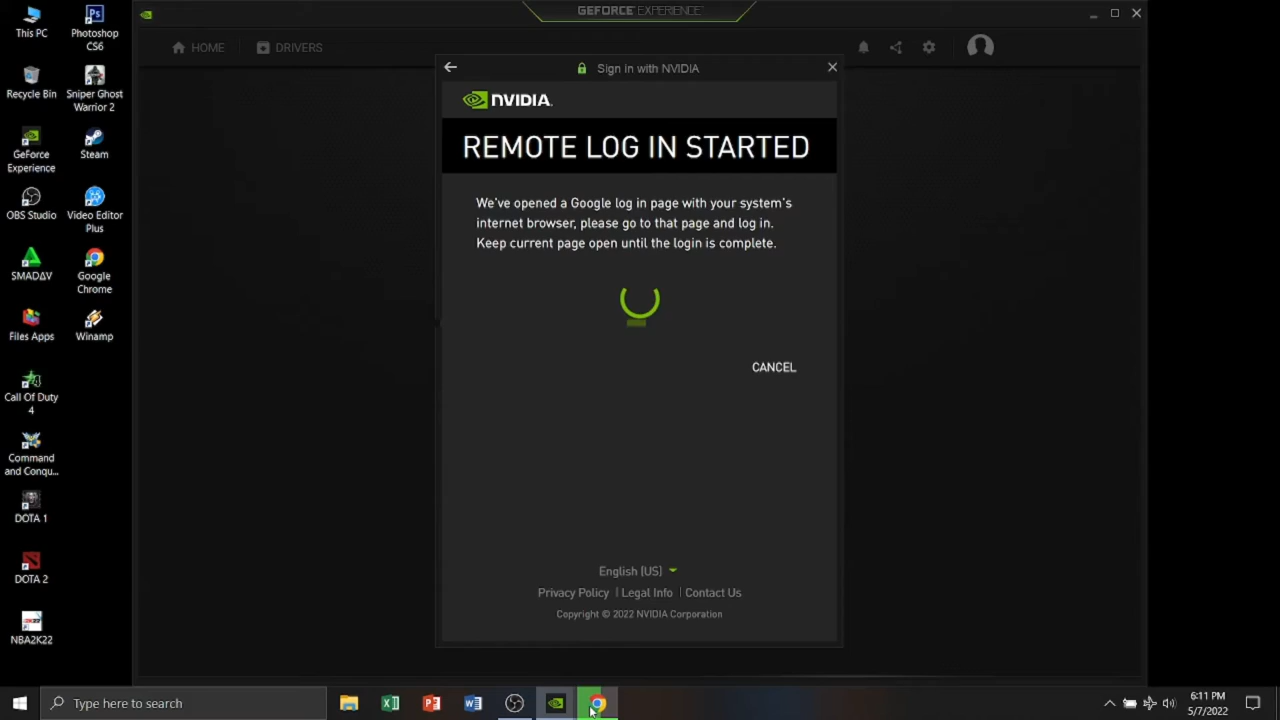 This PC
Photoshop
CS6
Recycle Bin
Sniper Ghost
Warrior 2
GeForce
Experience
Steam
OBS Studio
Video Editor
Plus
SMADΔV
Google
Chrome
Files Apps
Winamp
Call Of Duty
4
Command
and Conqu...
DOTA 1
DOTA 2
NBA2K22
GEFORCE EXPERIENCE
HOME
DRIVERS
Sign in with NVIDIA
NVIDIA.
REMOTE LOG IN STARTED
We've opened a Google log in page with your system's
internet browser, please go to that page and log in.
Keep current page open until the login is complete.
CANCEL
English (US)
Privacy Policy | Legal Info | Contact Us
Copyright © 2022 NVIDIA Corporation
Type here to search
6:11 PM
5/7/2022